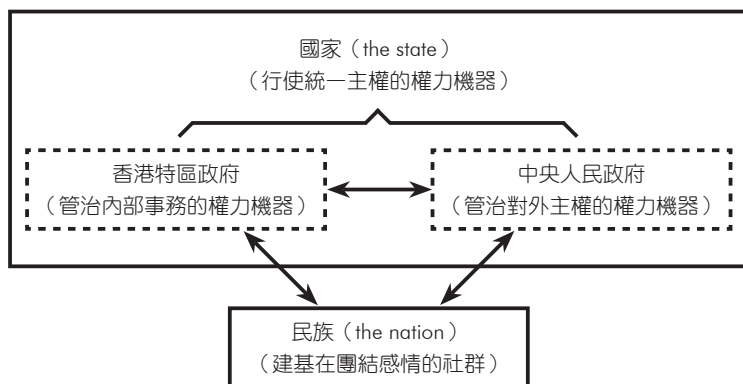 國家（the state）
（行使統一主權的權力機器）
香港特區政府
（管治內部事務的權力機器）
中央人民政府
（管治對外主權的權力機器）
民族（the nation）
（建基在團結感情的社群）